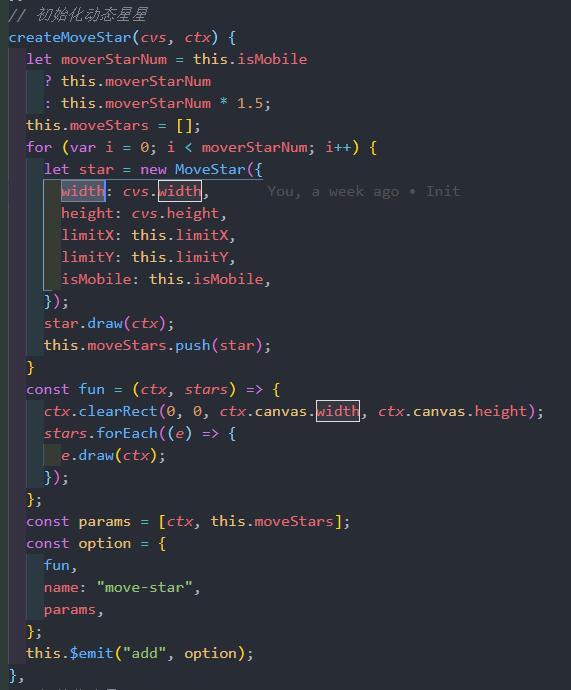 // 初始化动态星星
createMoveStar(cvs, ctx) {
let moverStarNum = this.isMobile
? this.moverStarNum
: this.moverStarNum * 1.5;
this.moveStars = [];
for (var i = 0; i < moverStarNum; i++) {
let star = new MoveStar({
width: cvs.width, You, a week ago • Init
height: cvs.height,
limitX: this.limitX,
limitY: this.limitY,
isMobile: this.isMobile,
});
star.draw(ctx);
this.moveStars.push(star);
}
const fun = (ctx, stars) => {
ctx.clearRect(0, 0, ctx.canvas.width, ctx.canvas.height);
stars.forEach((e) => {
e.draw(ctx);
});
};
const params = [ctx, this.moveStars];
const option = {
fun,
name: "move-star",
params,
};
this.$emit("add", option);
},